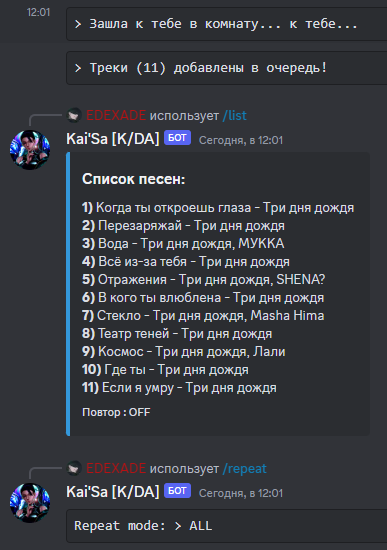 12:01
> Зашла к тебе в комнату... к тебе...
> Треки (11) добавлены в очередь!
EDEXADE использует /list
Kai'Sa [K/DA] БОТ Сегодня, в 12:01
Список песен:
1) Когда ты откроешь глаза - Три дня дождя
2) Перезаряжай - Три дня дождя
3) Вода - Три дня дождя, МУККА
4) Всё из-за тебя - Три дня дождя
5) Отражения - Три дня дождя, SHENA?
6) В кого ты влюблена - Три дня дождя
7) Стекло - Три дня дождя, Masha Hima
8) Театр теней - Три дня дождя
9) Космос - Три дня дождя, Лали
10) Где ты - Три дня дождя
11) Если я умру - Три дня дождя
Повтор : OFF
EDEXADE использует /repeat
Kai'Sa [K/DA] БОТ Сегодня, в 12:01
Repeat mode: > ALL